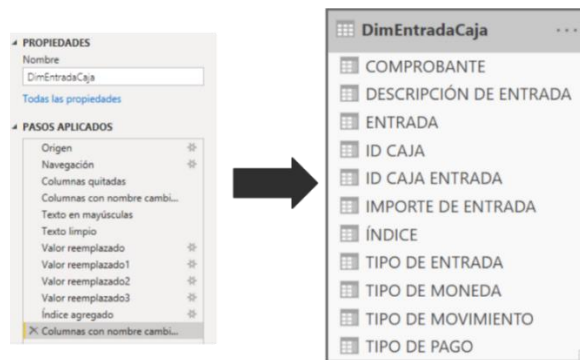 PROPIEDADES
Nombre
DimEntradaCaja
Todas las propiedades
PASOS APLICADOS
Origen
Navegación
Columnas quitadas
Columnas con nombre cambi...
Texto en mayúsculas
Texto limpio
Valor reemplazado
Valor reemplazado1
Valor reemplazado2
Valor reemplazado3
Índice agregado
Columnas con nombre cambi...
DimEntradaCaja
COMPROBANTE
DESCRIPCIÓN DE ENTRADA
ENTRADA
ID CAJA
ID CAJA ENTRADA
IMPORTE DE ENTRADA
ÍNDICE
TIPO DE ENTRADA
TIPO DE MONEDA
TIPO DE MOVIMIENTO
TIPO DE PAGO